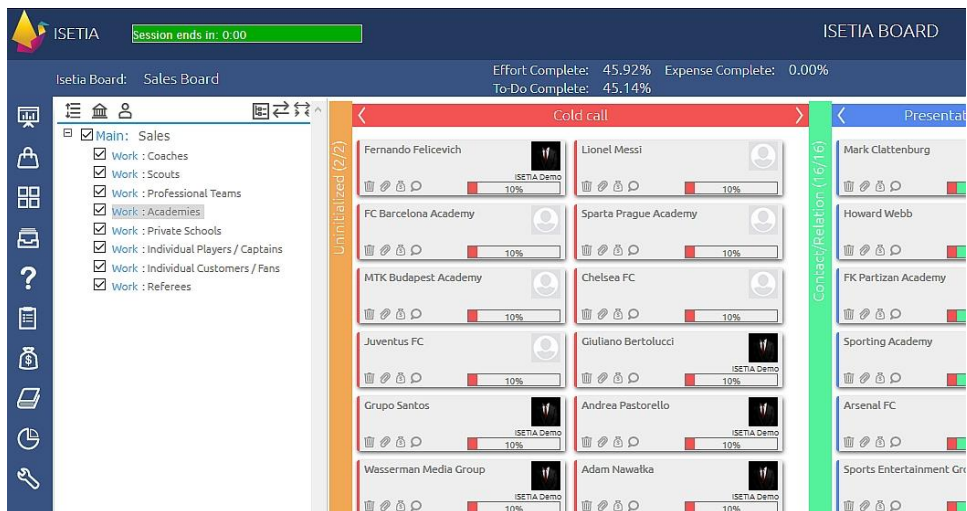 ISETIA
Session ends in: 0:00
ISETIA BOARD
Isetia Board: Sales Board
Effort Complete: 45.92% Expense Complete: 0.00%
To-Do Complete: 45.14%
Main: Sales
Work : Coaches
Work : Scouts
Work : Professional Teams
Work : Academies
Work : Private Schools
Work : Individual Players / Captains
Work : Individual Customers / Fans
Work : Referees
Uninitialized (2/2)
Cold call
Fernando Felicevich
ISETIA Demo
10%
Lionel Messi
10%
FC Barcelona Academy
10%
Sparta Prague Academy
10%
MTK Budapest Academy
10%
Chelsea FC
10%
Juventus FC
10%
Giuliano Bertolucci
ISETIA Demo
10%
Grupo Santos
ISETIA Demo
10%
Andrea Pastorello
ISETIA Demo
10%
Wasserman Media Group
ISETIA Demo
10%
Adam Nawałka
ISETIA Demo
10%
Contact/Relation (16/16)
Presentat
Mark Clattenburg
Howard Webb
FK Partizan Academy
Sporting Academy
Arsenal FC
Sports Entertainment Gro